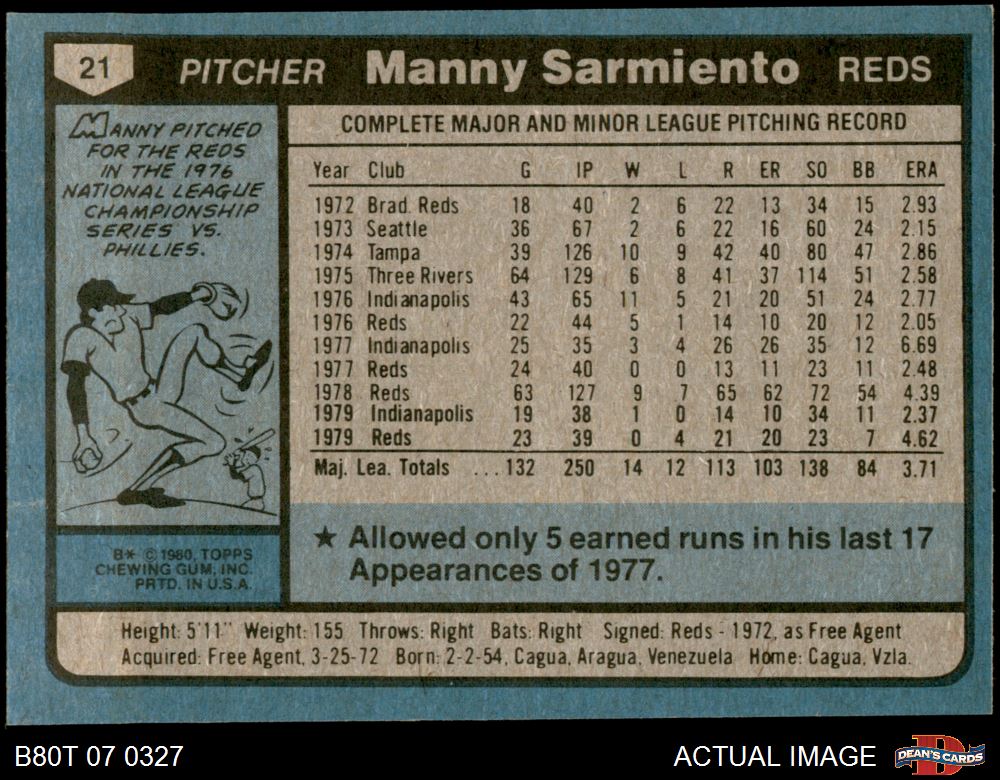 21 PITCHER Manny Sarmiento REDS
MANNY PITCHED
FOR THE REDS
IN THE 1976
NATIONAL LEAGUE
CHAMPIONSHIP
SERIES VS.
PHILLIES.
B* © 1980, TOPPS
CHEWING GUM, INC.
PRTD. IN U.S.A.
COMPLETE MAJOR AND MINOR LEAGUE PITCHING RECORD
Year Club G IP W L R ER SO BB ERA
1972 Brad. Reds 18 40 2 6 22 13 34 15 2.93
1973 Seattle 36 67 2 6 22 16 60 24 2.15
1974 Tampa 39 126 10 9 42 40 80 47 2.86
1975 Three Rivers 64 129 6 8 41 37 114 51 2.58
1976 Indianapolis 43 65 11 5 21 20 51 24 2.77
1976 Reds 22 44 5 1 14 10 20 12 2.05
1977 Indianapolis 25 35 3 4 26 26 35 12 6.69
1977 Reds 24 40 0 0 13 11 23 11 2.48
1978 Reds 63 127 9 7 65 62 72 54 4.39
1979 Indianapolis 19 38 1 0 14 10 34 11 2.37
1979 Reds 23 39 0 4 21 20 23 7 4.62
Maj. Lea. Totals ...132 250 14 12 113 103 138 84 3.71
★ Allowed only 5 earned runs in his last 17
Appearances of 1977.
Height: 5'11" Weight: 155 Throws: Right Bats: Right Signed: Reds - 1972, as Free Agent
Acquired: Free Agent, 3-25-72 Born: 2-2-54, Cagua, Aragua, Venezuela Home: Cagua, Vzla.
B80T 07 0327 ACTUAL IMAGE DEAN'S CARDS